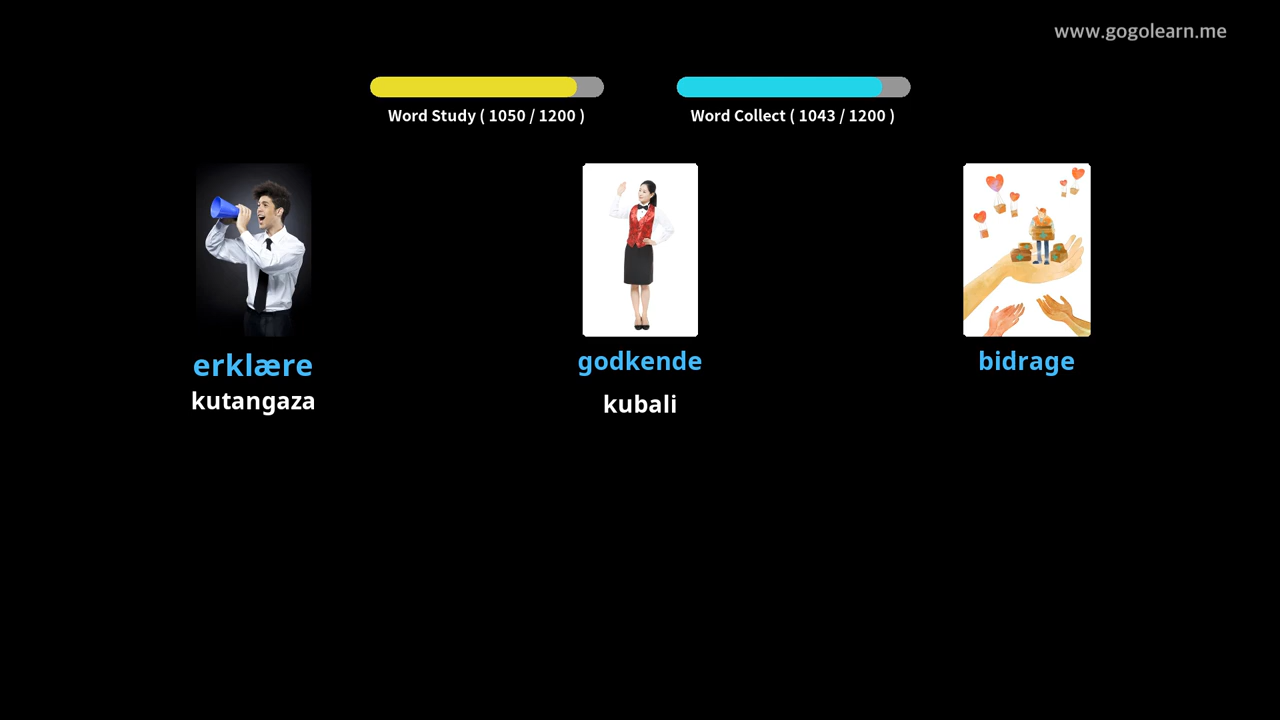 www.gogolearn.me
Word Study ( 1050 / 1200 )
Word Collect ( 1043 / 1200 )
erklære
kutangaza
godkende
kubali
bidrage